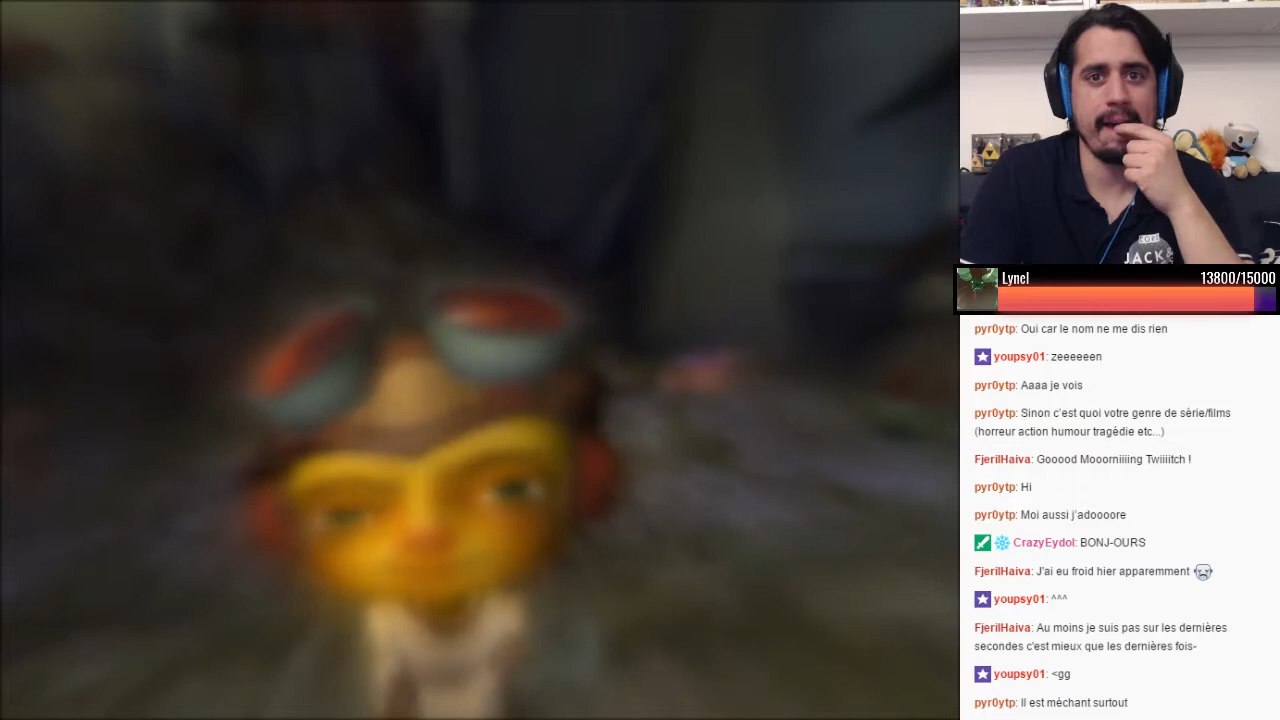 CORE
JACK
Lynel 13800/15000
pyr0ytp: Oui car le nom ne me dis rien
youpsy01: zeeeeeen
pyr0ytp: Aaaa je vois
pyr0ytp: Sinon c'est quoi votre genre de série/films
(horreur action humour tragédie etc...)
FjerilHaiva: Gooood Mooorniiiing Twiiiitch !
pyr0ytp: Hi
pyr0ytp: Moi aussi j'adoooore
CrazyEydol: BONJ-OURS
FjerilHaiva: J'ai eu froid hier apparemment
youpsy01: ^^^
FjerilHaiva: Au moins je suis pas sur les dernières
secondes c'est mieux que les dernières fois-
youpsy01: <gg
pyr0ytp: Il est méchant surtout